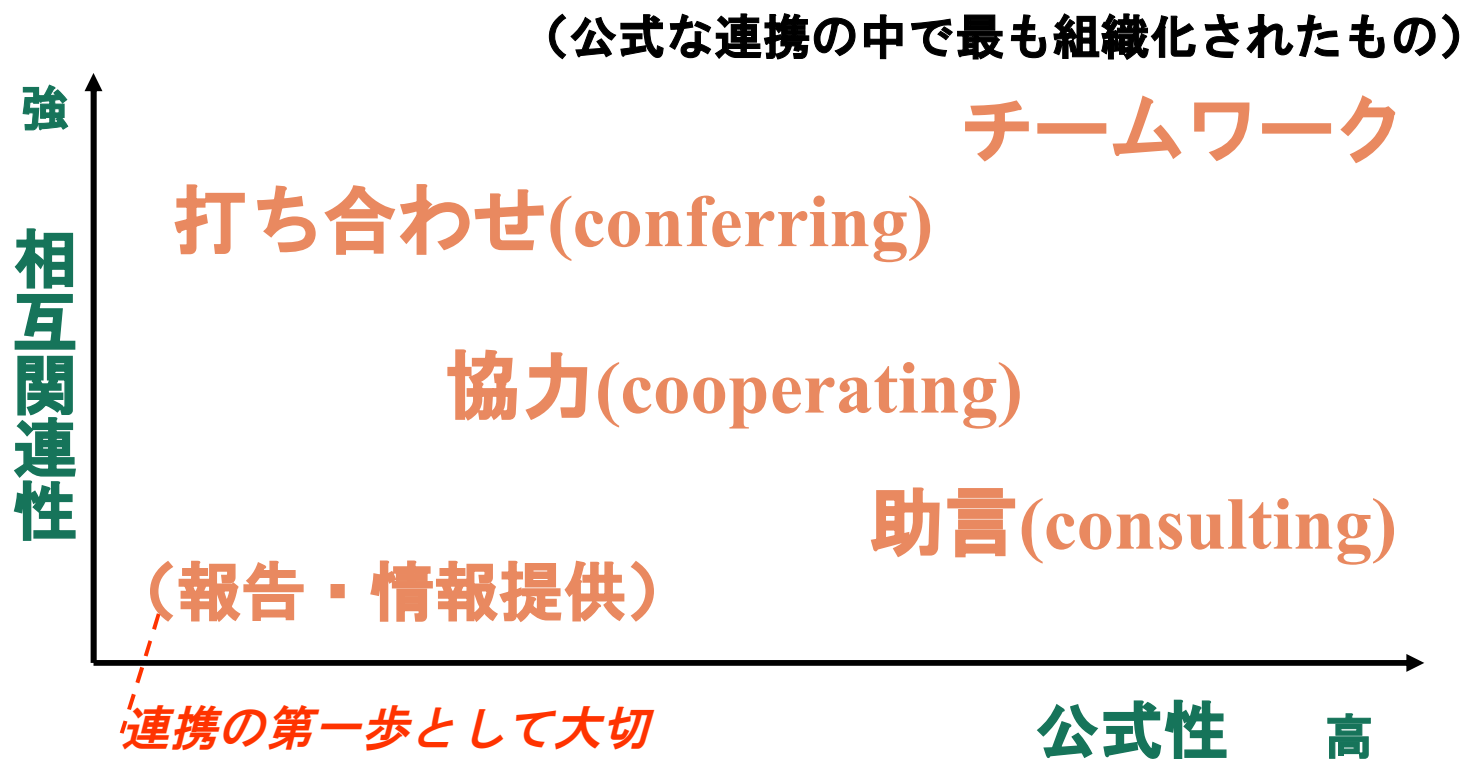 （公式な連携の中で最も組織化されたもの）
強
チームワーク
打ち合わせ(conferring)
相互関連性
協力(cooperating)
助言(consulting)
（報告・情報提供）
連携の第一歩として大切
公式性 高